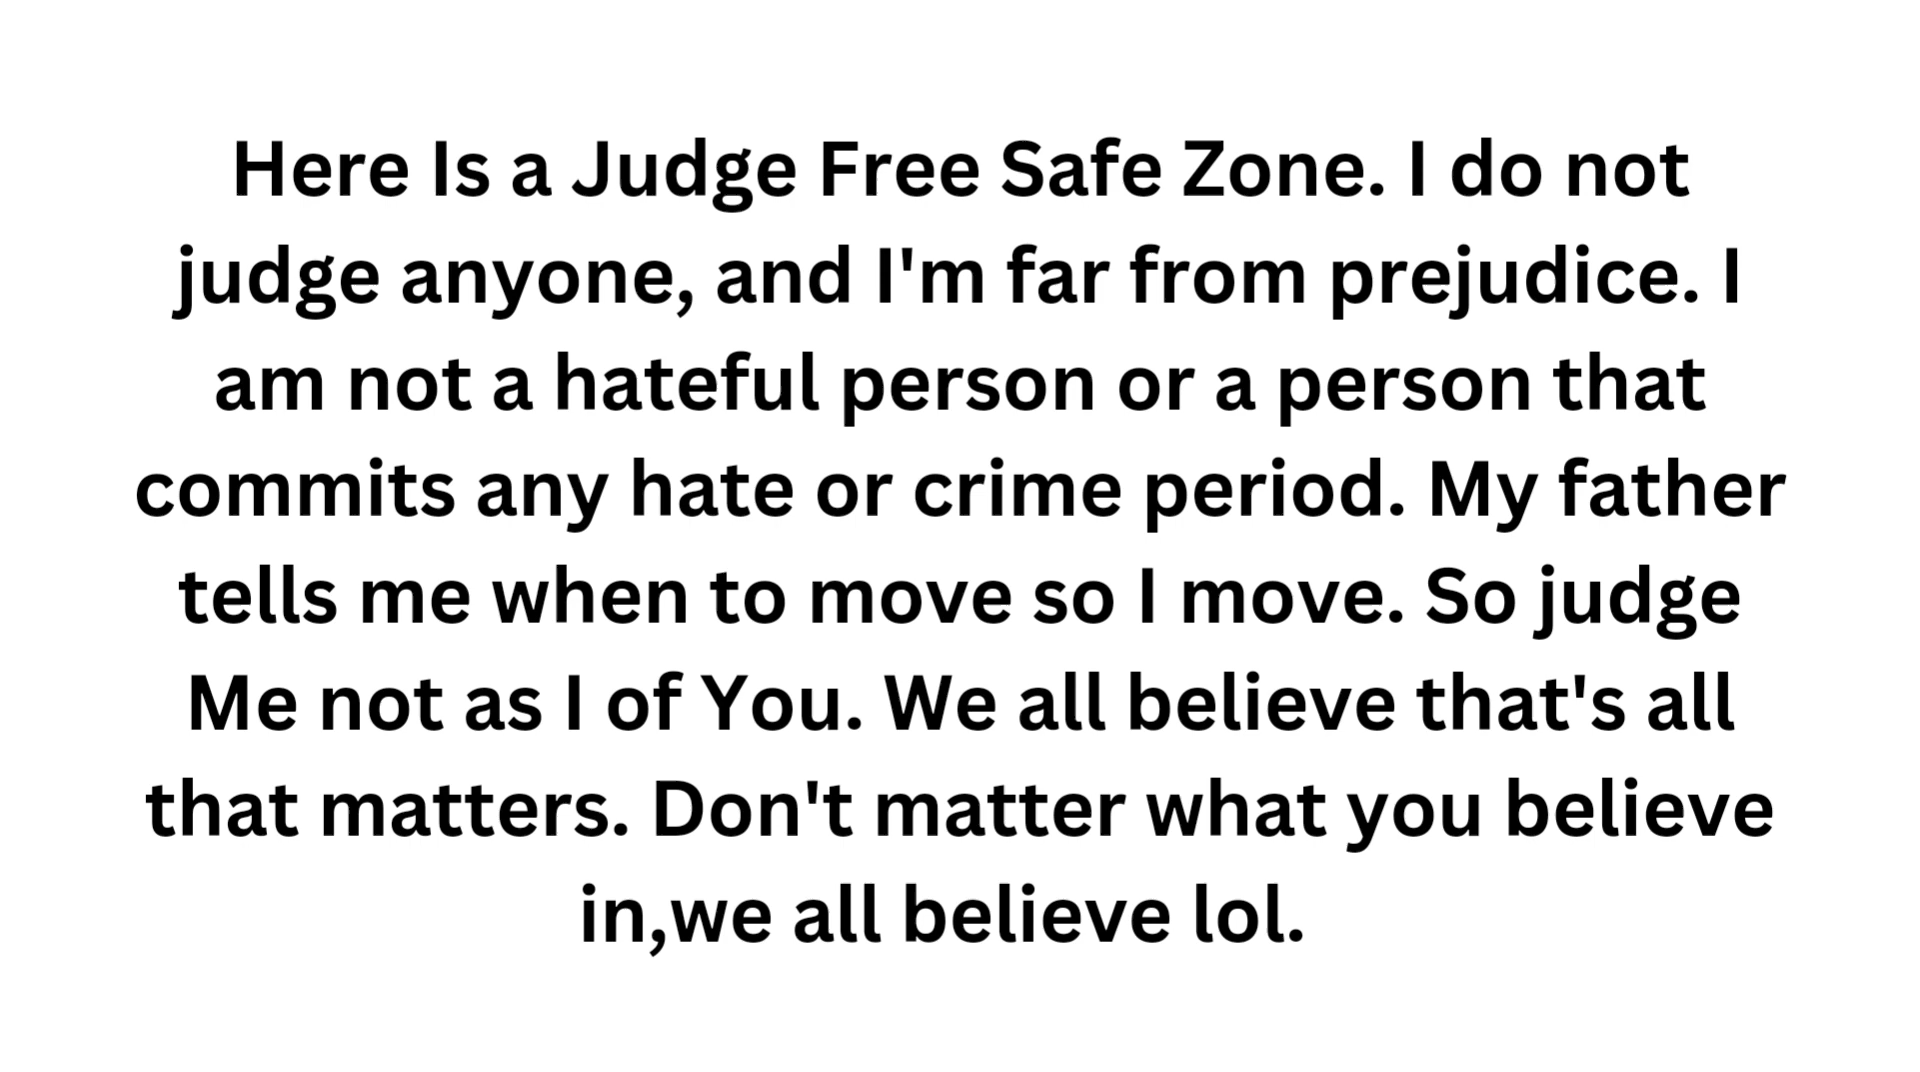 Here Is a Judge Free Safe Zone. I do not
judge anyone, and I'm far from prejudice. I
am not a hateful person or a person that
commits any hate or crime period. My father
tells me when to move so I move. So judge
Me not as I of You. We all believe that's all
that matters. Don't matter what you believe
in,we all believe lol.